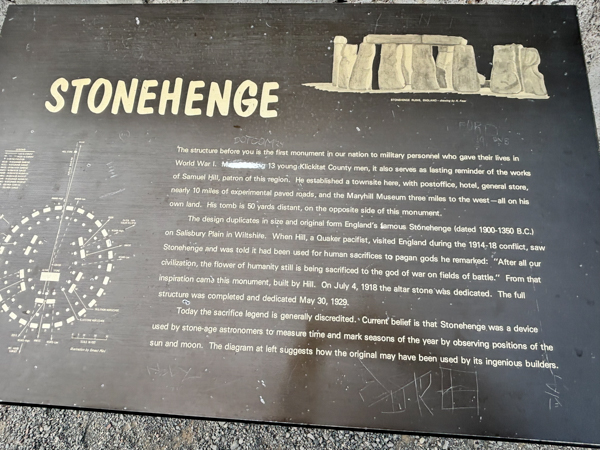 STONEHENGE
STONEHENGE RUINS, ENGLAND
The structure before you is the first monument in our nation to military personnel who gave their lives in
World War I. 13 young Klickitat County men, it also serves as lasting reminder of the works
of Samuel Hill, patron of this region. He established a townsite here, with postoffice, hotel, general store,
nearly 10 miles of experimental paved roads, and the Maryhill Museum three miles to the west—all on his
own land. His tomb is 50 yards distant, on the opposite side of this monument.
The design duplicates in size and original form England's famous Stonehenge (dated 1900-1350 B.C.)
on Salisbury Plain in Wiltshire. When Hill, a Quaker pacifist, visited England during the 1914-18 conflict, saw
Stonehenge and was told it had been used for human sacrifices to pagan gods he remarked: "After all our
civilization, the flower of humanity still is being sacrificed to the god of war on fields of battle." From that
inspiration came this monument, built by Hill. On July 4, 1918 the altar stone was dedicated. The full
structure was completed and dedicated May 30, 1929.
Today the sacrifice legend is generally discredited. Current belief is that Stonehenge was a device
used by stone-age astronomers to measure time and mark seasons of the year by observing positions of the
sun and moon. The diagram at left suggests how the original may have been used by its ingenious builders.